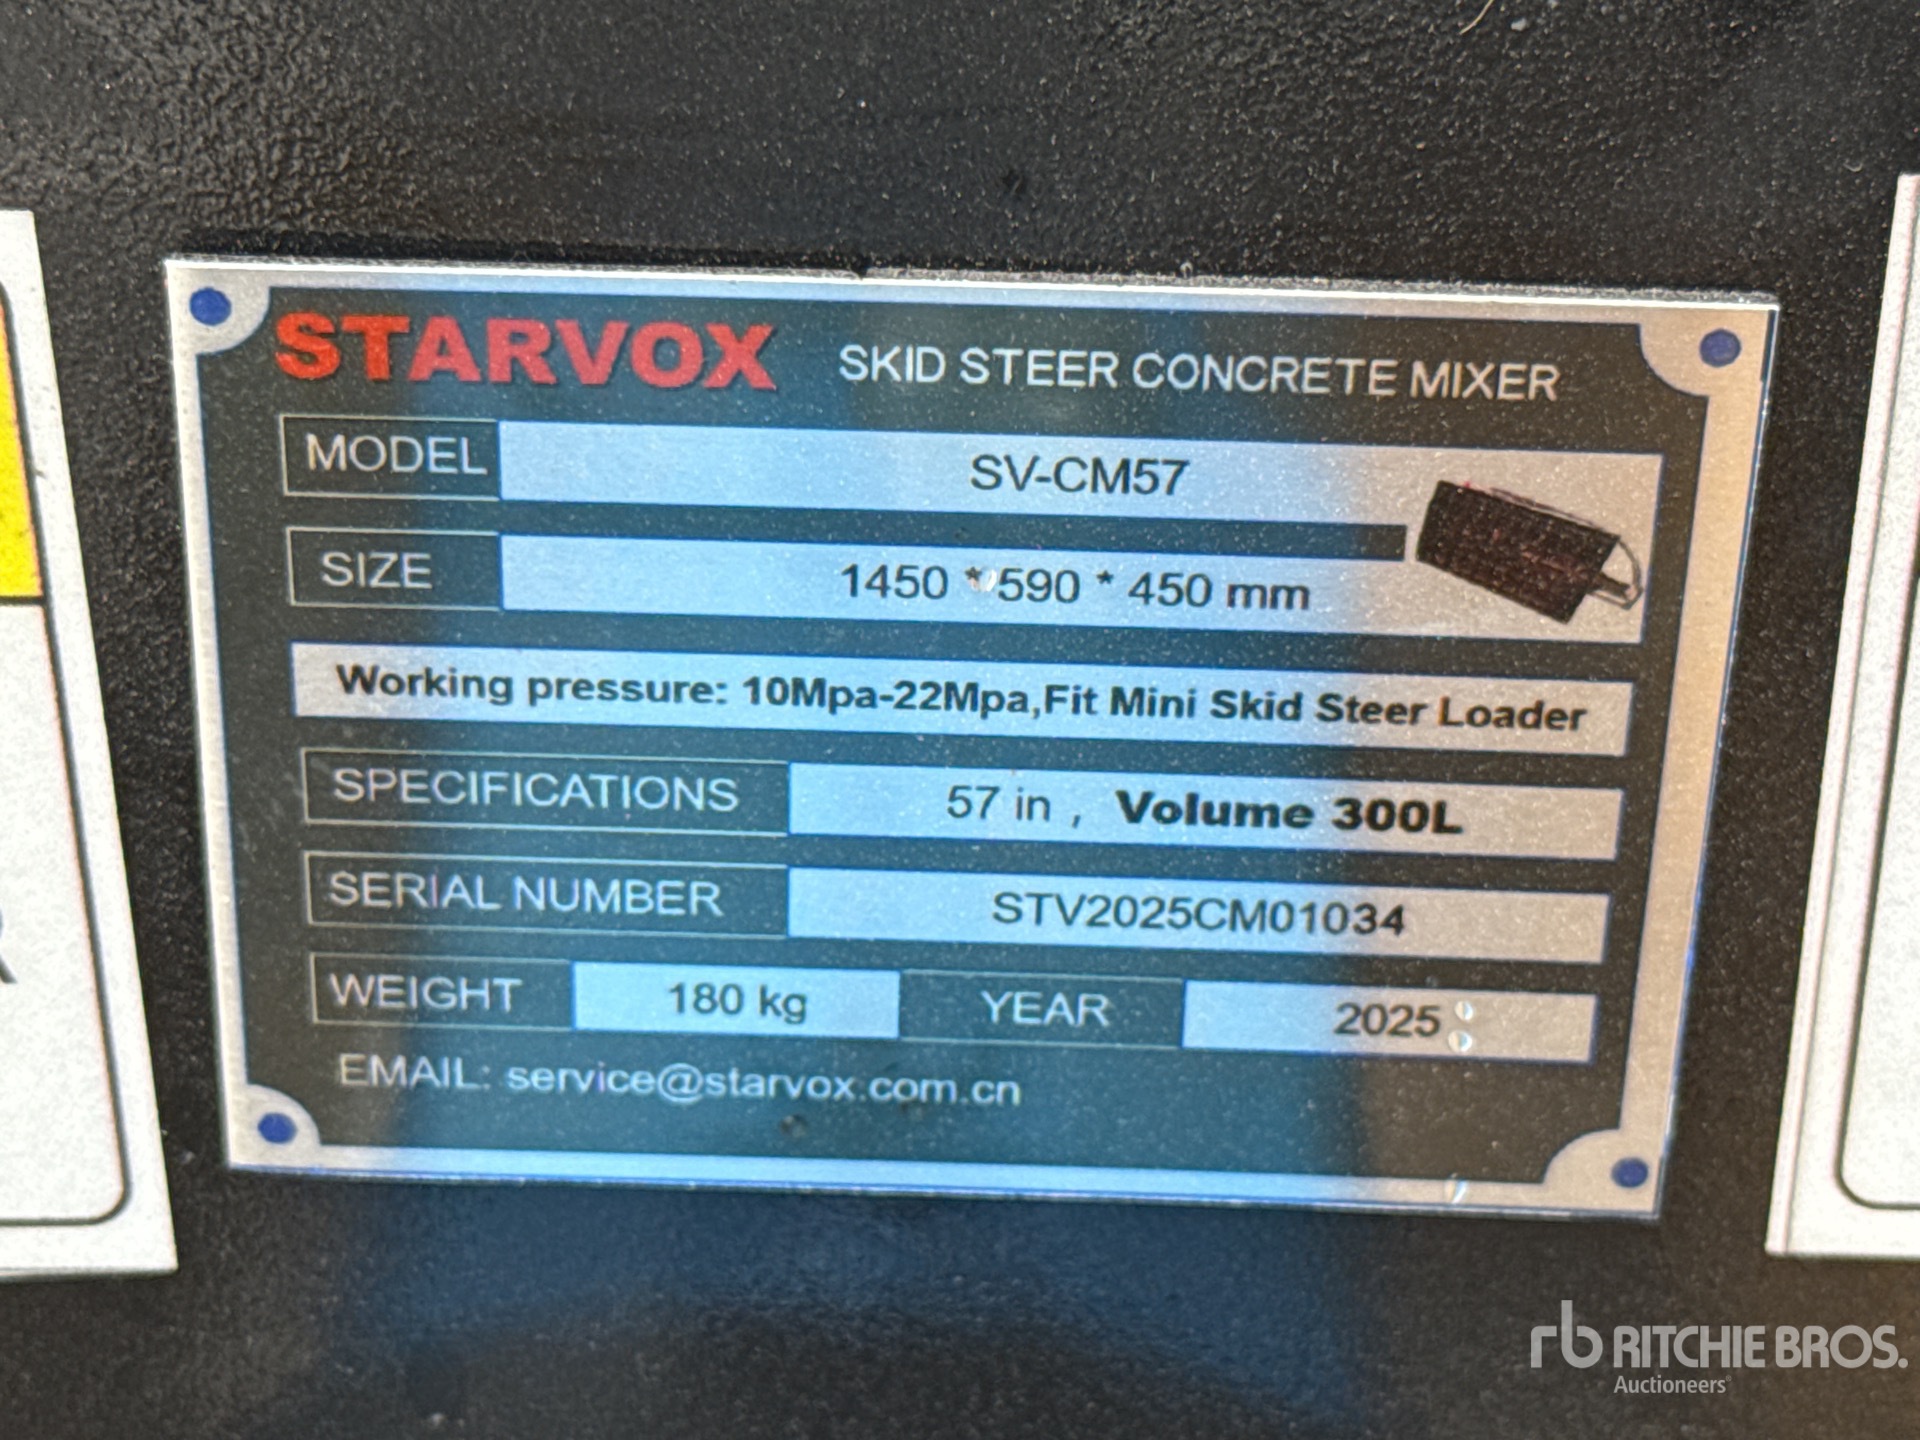 STARVOX SKID STEER CONCRETE MIXER
MODEL SV-CM57
SIZE 1450 * 590 * 450 mm
Working pressure: 10Mpa-22Mpa,Fit Mini Skid Steer Loader
SPECIFICATIONS 57 in , Volume 300L
SERIAL NUMBER STV2025CM01034
WEIGHT 180 kg YEAR 2025
EMAIL: service@starvox.com.cn
rb RITCHIE BROS.
Auctioneers